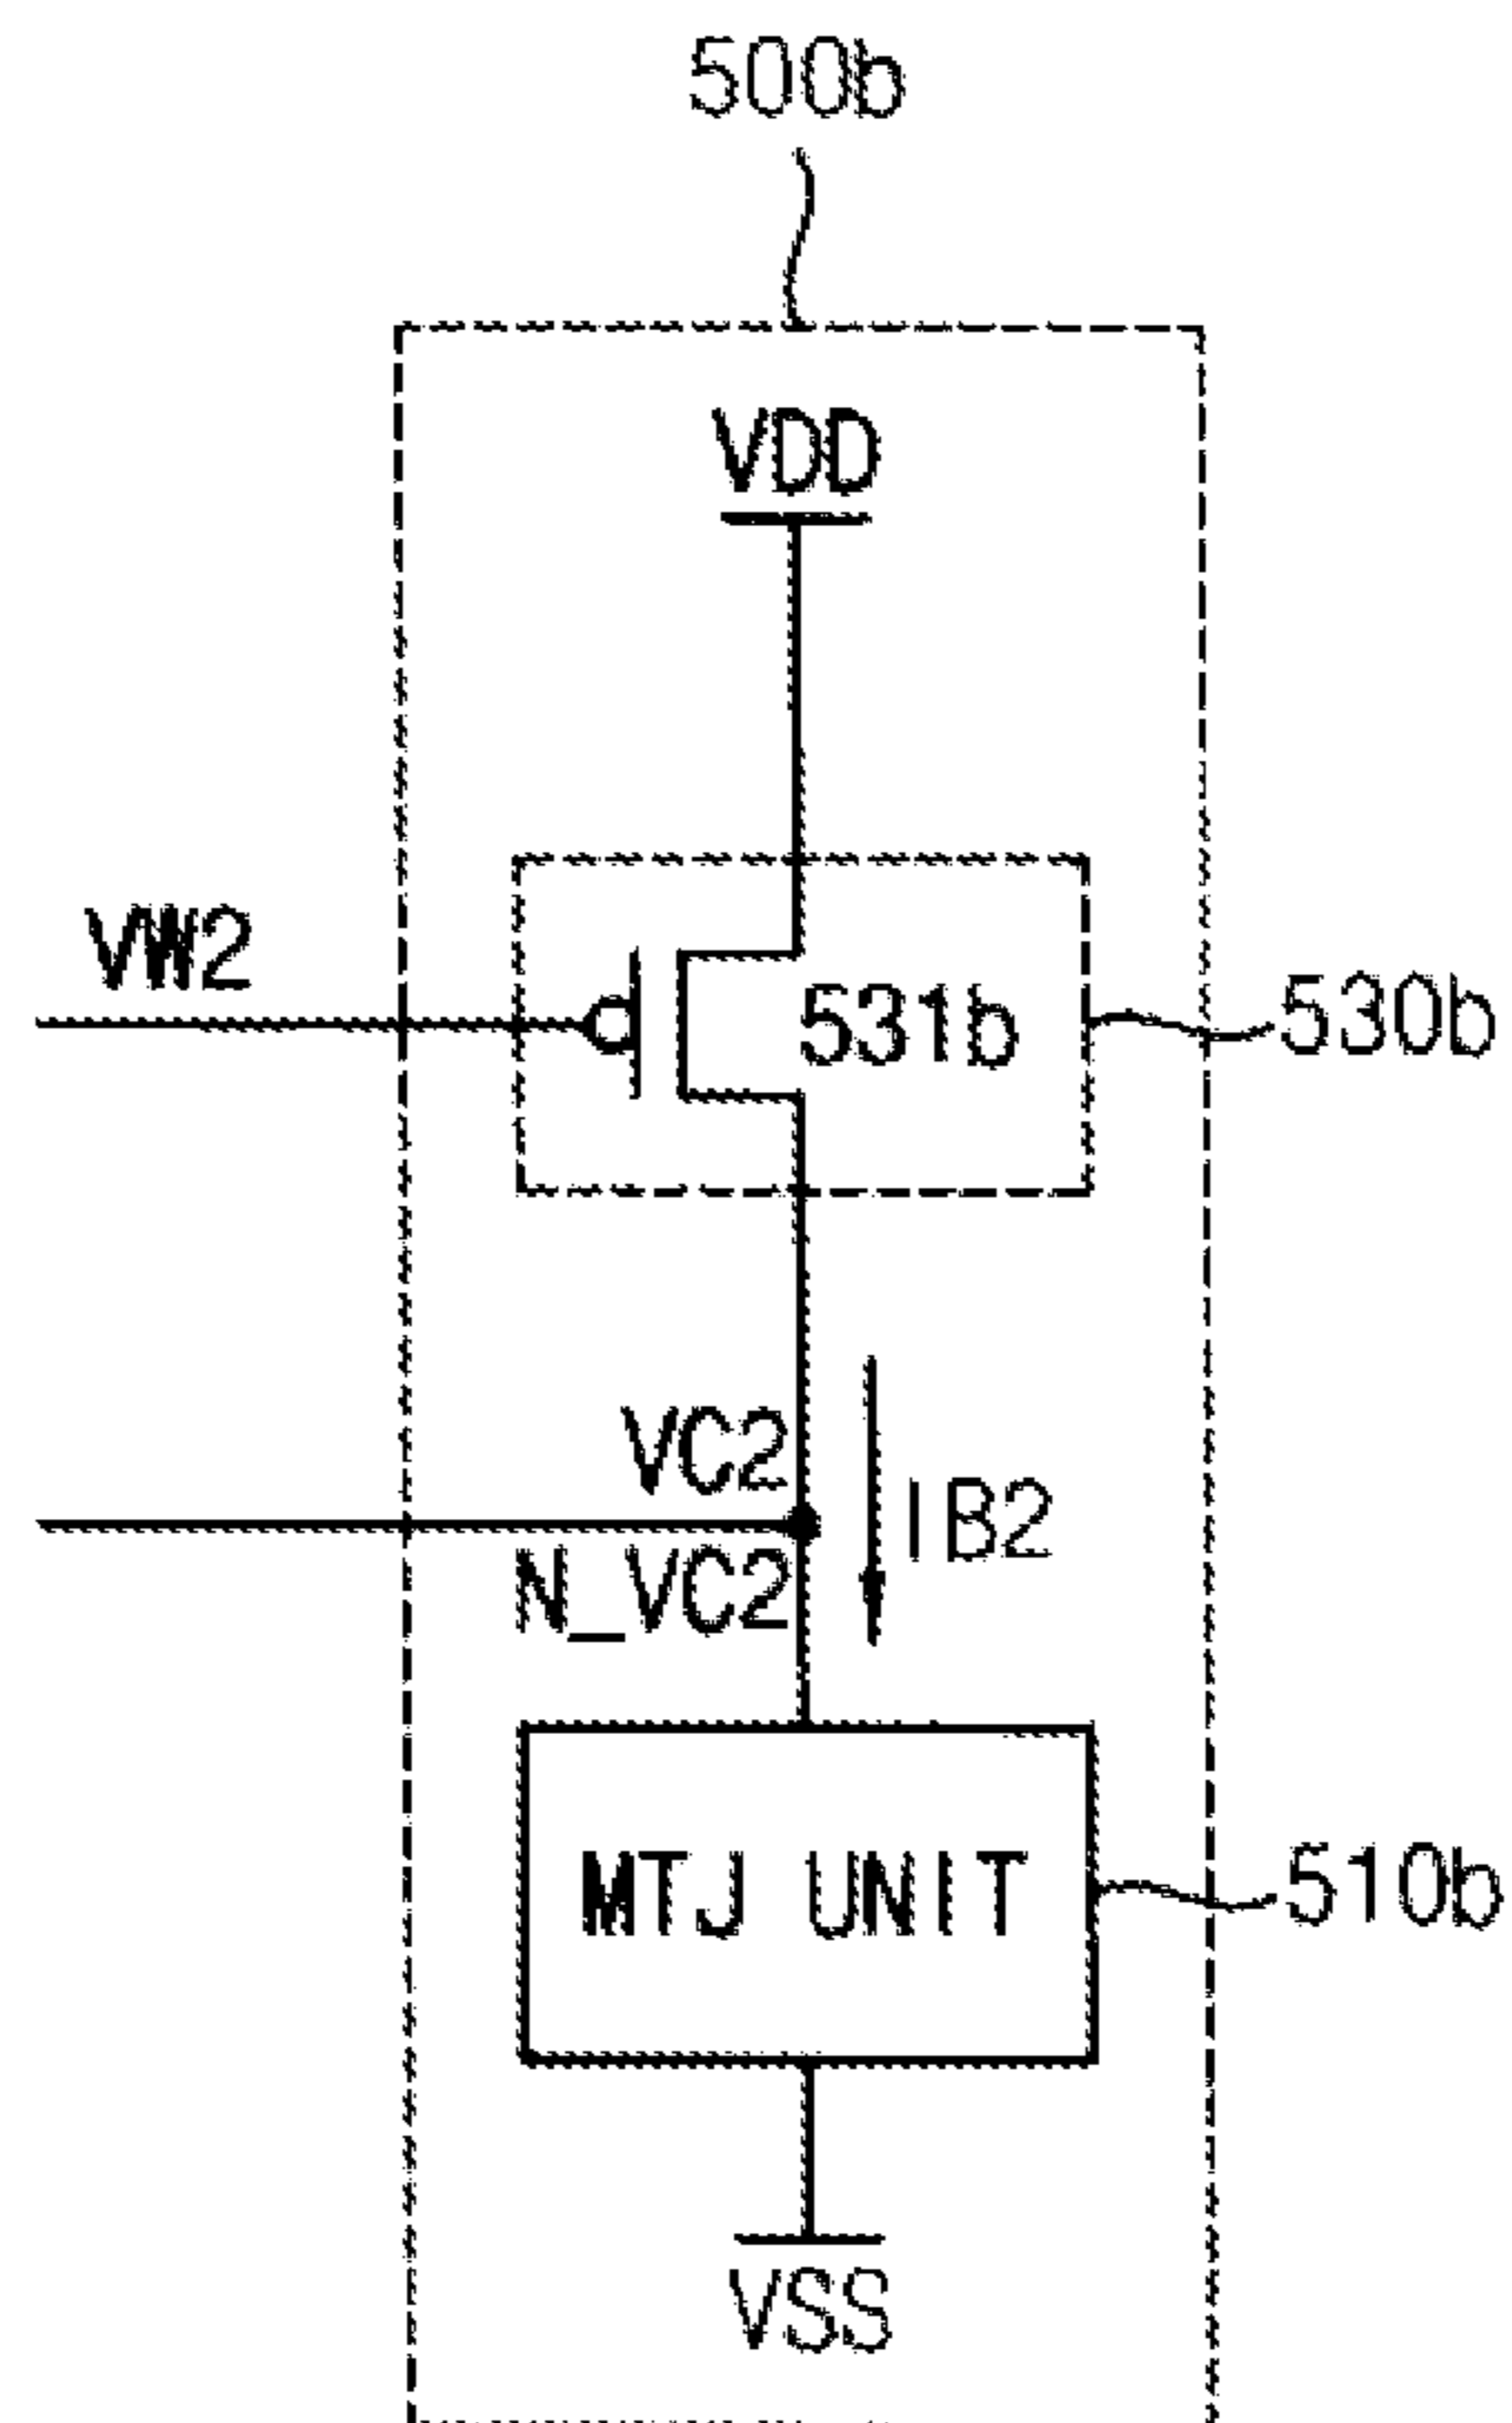 500b
VDD
VW2
531b
530b
VC2
IB2
N_VC2
MTJ UNIT
510b
VSS